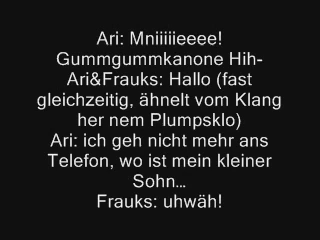 Ari: Mniiiiieeee!
Gummgummkanone Hih-
Ari&Frauks: Hallo (fast
gleichzeitig, ähnelt vom Klang
her nem Plumpsklo)
Ari: ich geh nicht mehr ans
Telefon, wo ist mein kleiner
Sohn...
Frauks: uhwäh!